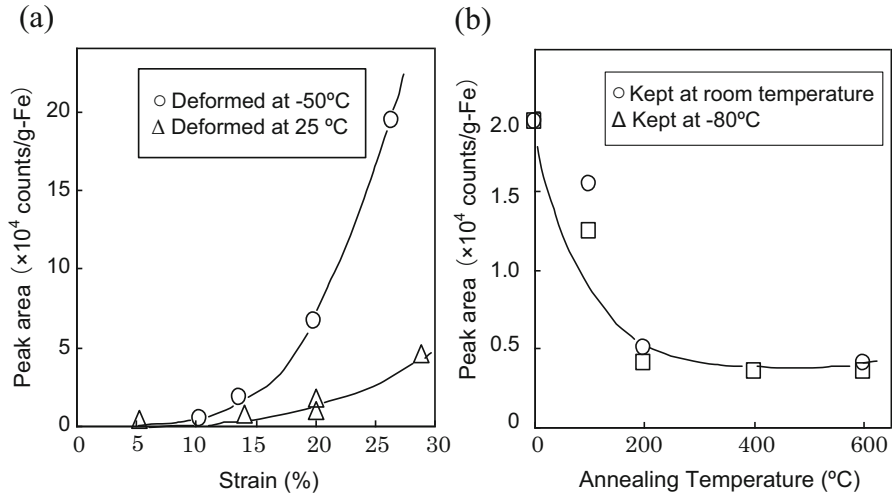 (a)
Peak area (×10⁴ counts/g-Fe)
20
15
10
5
0
○ Deformed at -50ºC
△ Deformed at 25 ºC
0 5 10 15 20 25 30
Strain (%)
(b)
Peak area (×10⁴ counts/g-Fe)
2.0
1.5
1.0
0.5
0
○ Kept at room temperature
Δ Kept at -80ºC
0 200 400 600
Annealing Temperature (ºC)